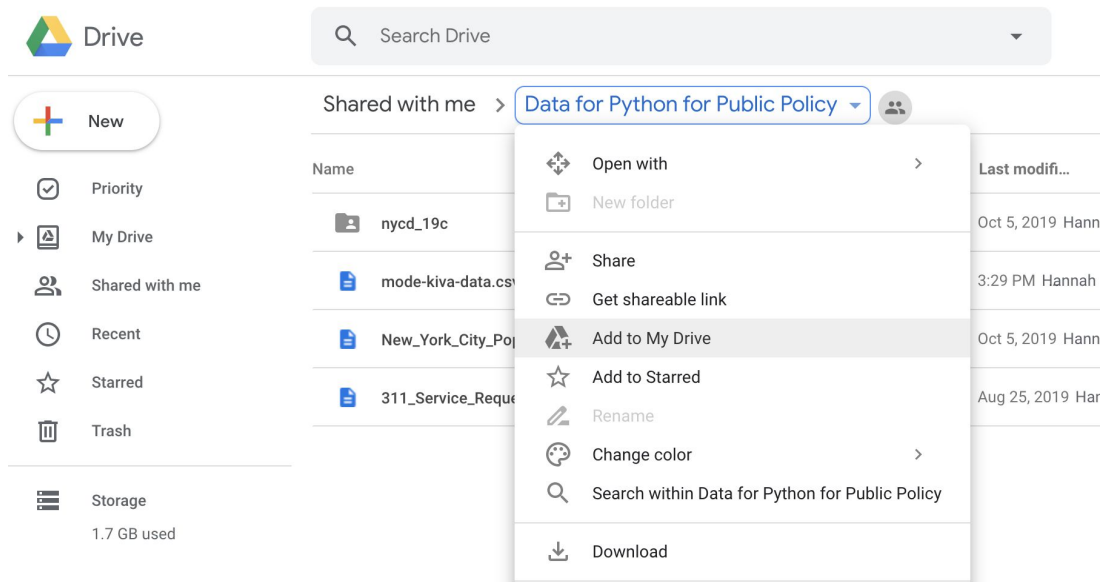 Drive
Search Drive
New
Priority
My Drive
Shared with me
Recent
Starred
Trash
Storage
1.7 GB used
Shared with me > Data for Python for Public Policy
Name
Last modifi...
nycd_19c
Oct 5, 2019 Hann
mode-kiva-data.csv
3:29 PM Hannah
New_York_City_Pop
Oct 5, 2019 Hann
311_Service_Reque
Aug 25, 2019 Har
Open with
New folder
Share
Get shareable link
Add to My Drive
Add to Starred
Rename
Change color
Search within Data for Python for Public Policy
Download